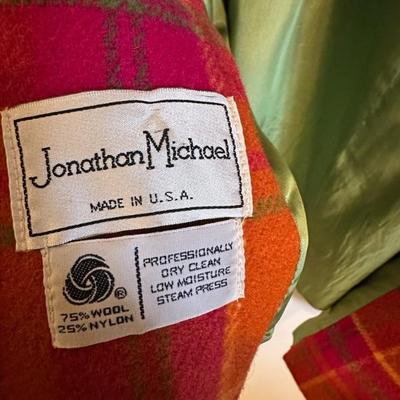 Jonathan Michael
MADE IN U.S.A.
®
75% WOOL
25% NYLON
PROFESSIONALLY
DRY CLEAN
LOW MOISTURE
STEAM PRESS